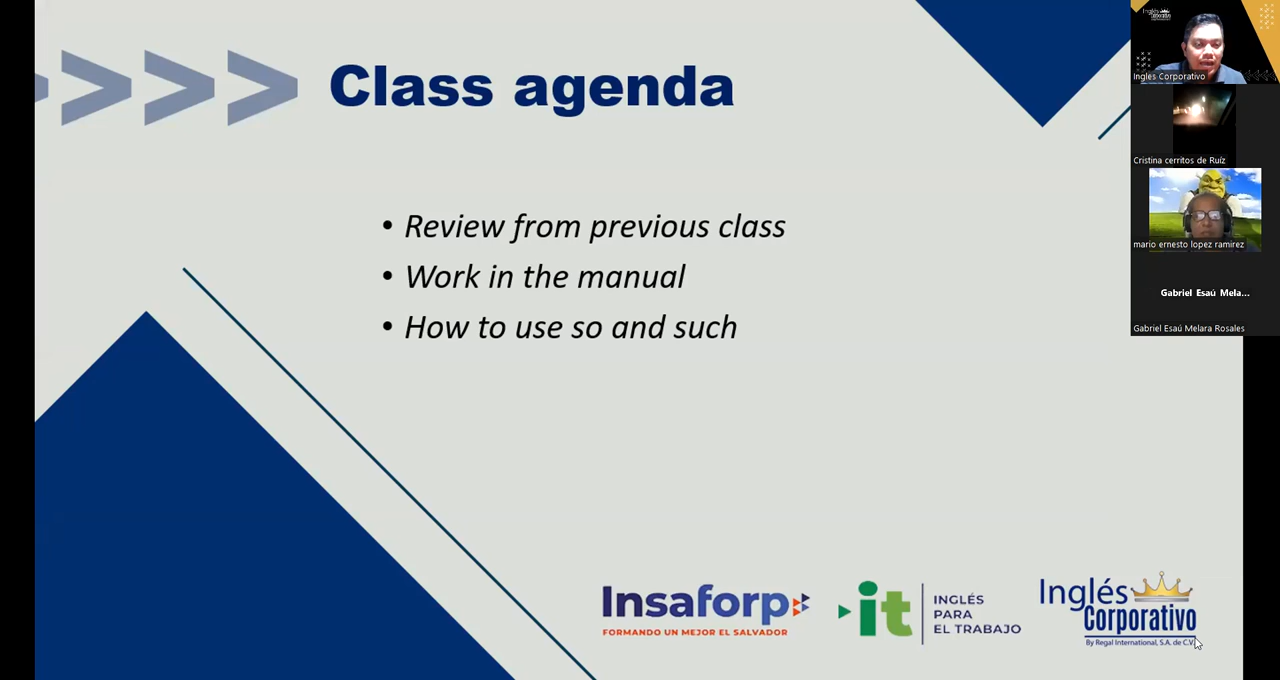 Class agenda
• Review from previous class
• Work in the manual
• How to use so and such
Insaforp
FORMANDO UN MEJOR EL SALVADOR
it
INGLÉS
PARA
EL TRABAJO
Inglés
Corporativo
By Regal International, S.A. de C.V.
Inglés
Corporativo
Ingles Corporativo
Cristina cerritos de Ruíz
mario ernesto lopez ramirez
Gabriel Esaú Mela...
Gabriel Esaú Melara Rosales